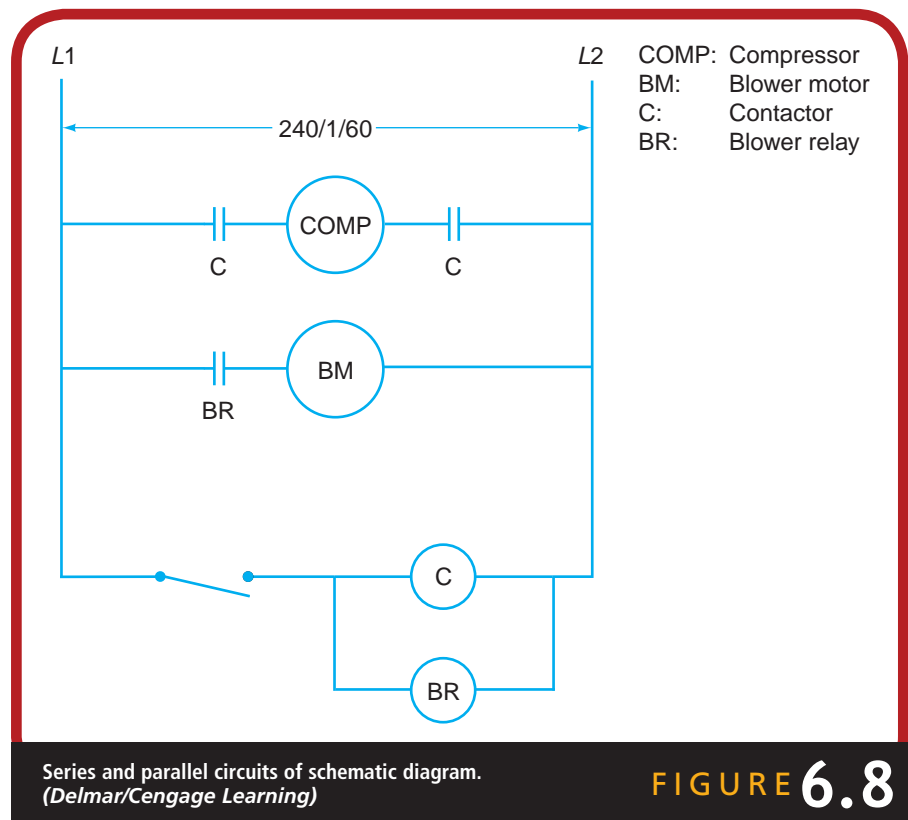 L1
L2
COMP: Compressor
BM: Blower motor
C: Contactor
BR: Blower relay
240/1/60
COMP
C
C
BM
BR
C
BR
Series and parallel circuits of schematic diagram.
(Delmar/Cengage Learning)
FIGURE 6.8